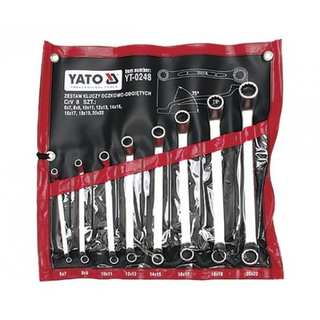 YATO
Item number:
YT-0248
ZESTAW KLUCZY OCZKOWO-ODGIĘTYCH
CrV 8 SZT.:
6x7, 8x9, 10x11, 12x13, 14x15,
16x17, 18x19, 20x22
75°
6x7 8x9 10x11 12x13 14x15 16x17 18x19 20x22